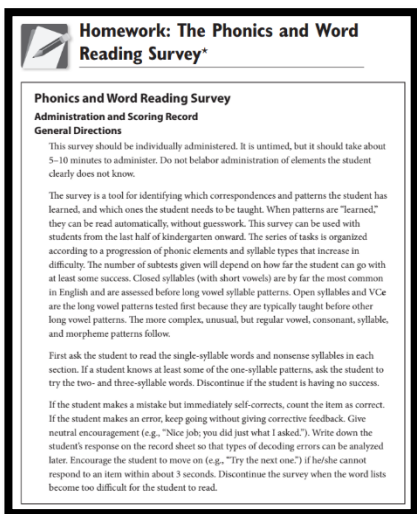 Homework: The Phonics and Word
Reading Survey*
Phonics and Word Reading Survey
Administration and Scoring Record
General Directions
This survey should be individually administered. It is untimed, but it should take about
5–10 minutes to administer. Do not belabor administration of elements the student
clearly does not know.
The survey is a tool for identifying which correspondences and patterns the student has
learned, and which ones the student needs to be taught. When patterns are “learned,”
they can be read automatically, without guesswork. This survey can be used with
students from the last half of kindergarten onward. The series of tasks is organized
according to a progression of phonic elements and syllable types that increase in
difficulty. The number of subtests given will depend on how far the student can go with
at least some success. Closed syllables (with short vowels) are by far the most common
in English and are assessed before long vowel syllable patterns. Open syllables and VCe
are the long vowel patterns tested first because they are typically taught before other
long vowel patterns. The more complex, unusual, but regular vowel, consonant, syllable,
and morpheme patterns follow.
First ask the student to read the single-syllable words and nonsense syllables in each
section. If a student knows at least some of the one-syllable patterns, ask the student to
try the two- and three-syllable words. Discontinue if the student is having no success.
If the student makes a mistake but immediately self-corrects, count the item as correct.
If the student makes an error, keep going without giving corrective feedback. Give
neutral encouragement (e.g., “Nice job; you did just what I asked.”). Write down the
student’s response on the record sheet so that types of decoding errors can be analyzed
later. Encourage the student to move on (e.g., “Try the next one.”) if he/she cannot
respond to an item within about 3 seconds. Discontinue the survey when the word lists
become too difficult for the student to read.